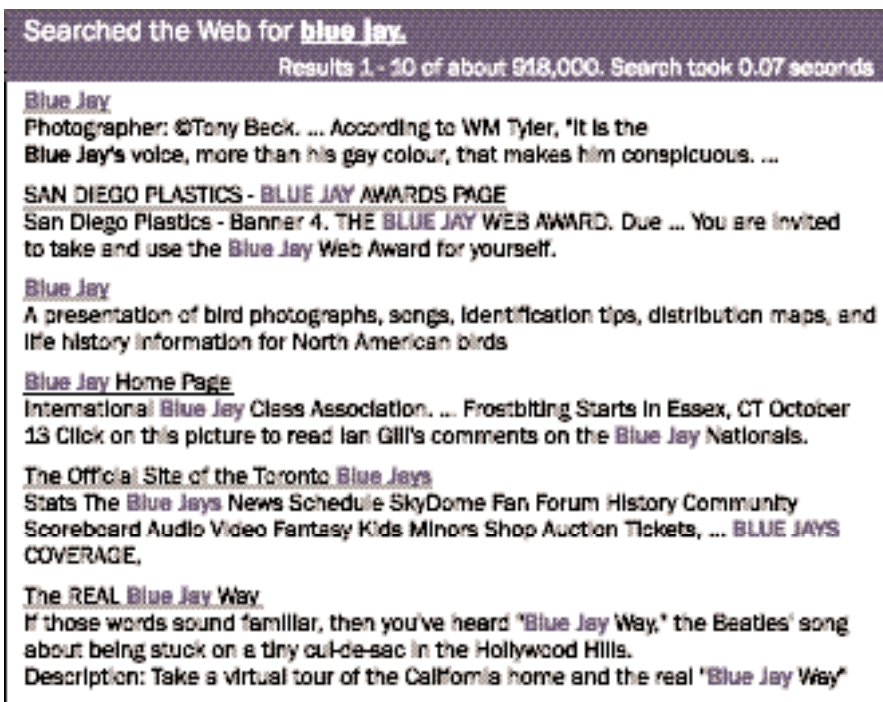 Searched the Web for blue jay.
Results 1 - 10 of about 918,000. Search took 0.07 seconds
Blue Jay
Photographer: ©Tony Beck. ... According to WM Tyler, "It is the
Blue Jay's voice, more than his gay colour, that makes him conspicuous. ...
SAN DIEGO PLASTICS - BLUE JAY AWARDS PAGE
San Diego Plastics - Banner 4. THE BLUE JAY WEB AWARD. Due ... You are invited
to take and use the Blue Jay Web Award for yourself.
Blue Jay
A presentation of bird photographs, songs, identification tips, distribution maps, and
life history information for North American birds
Blue Jay Home Page
International Blue Jay Class Association. ... Frostbiting Starts in Essex, CT October
13 Click on this picture to read Ian Gill's comments on the Blue Jay Nationals.
The Official Site of the Toronto Blue Jays
Stats The Blue Jays News Schedule SkyDome Fan Forum History Community
Scoreboard Audio Video Fantasy Kids Minors Shop Auction Tickets, ... BLUE JAYS
COVERAGE,
The REAL Blue Jay Way
If those words sound familiar, then you've heard "Blue Jay Way," the Beatles' song
about being stuck on a tiny cul-de-sac in the Hollywood Hills.
Description: Take a virtual tour of the California home and the real "Blue Jay Way"